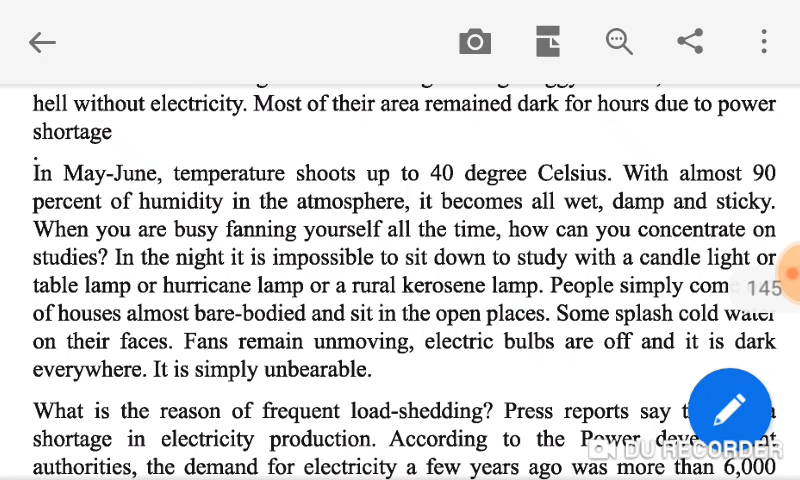 hell without electricity. Most of their area remained dark for hours due to power
shortage
.
In May-June, temperature shoots up to 40 degree Celsius. With almost 90
percent of humidity in the atmosphere, it becomes all wet, damp and sticky.
When you are busy fanning yourself all the time, how can you concentrate on
studies? In the night it is impossible to sit down to study with a candle light or
table lamp or hurricane lamp or a rural kerosene lamp. People simply com
145
of houses almost bare-bodied and sit in the open places. Some splash cold water
on their faces. Fans remain unmoving, electric bulbs are off and it is dark
everywhere. It is simply unbearable.
What is the reason of frequent load-shedding? Press reports say
shortage in electricity production. According to the Power
DU RECORDER
authorities, the demand for electricity a few years ago was more than 6,000